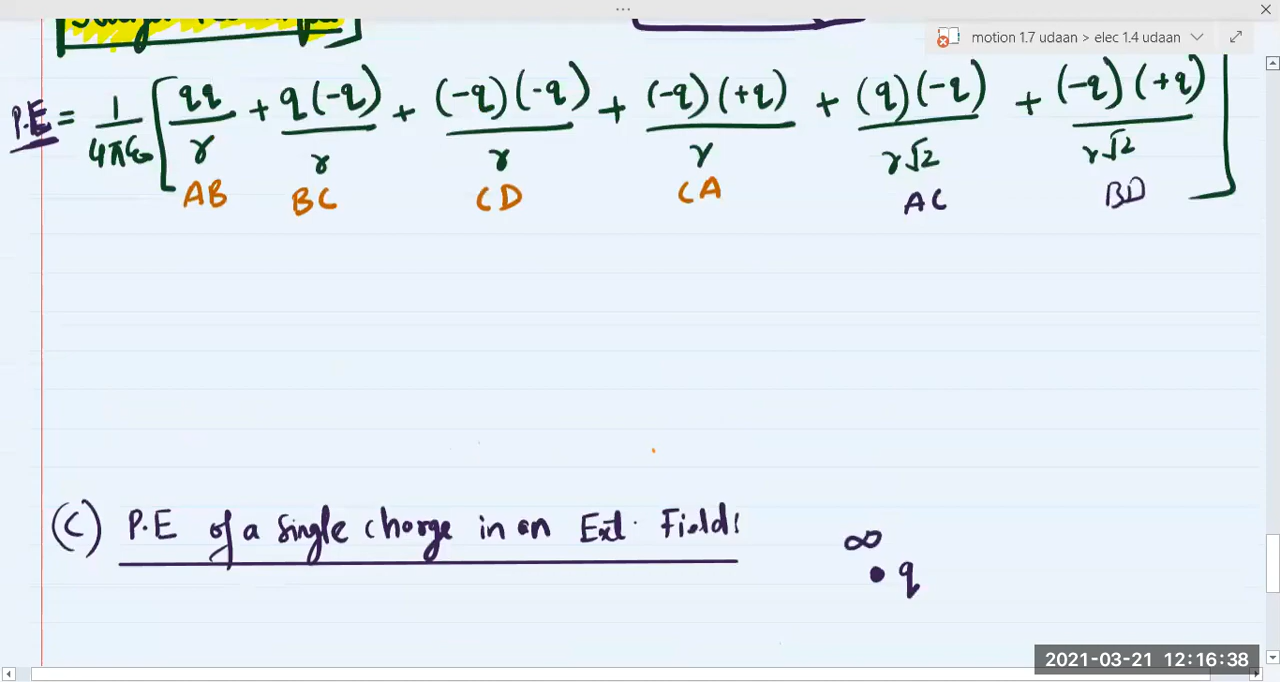 motion 1.7 udaan > elec 1.4 udaan
P.E = 1/4πε₀ [ qq/r + q(-q)/r + (-q)(-q)/r + (-q)(+q)/r + (q)(-q)/r√2 + (-q)(+q)/r√2 ]
AB BC CD CA AC BD
(C) P.E of a Single charge in an Ext. Field:
∞
q
2021-03-21 12:16:38